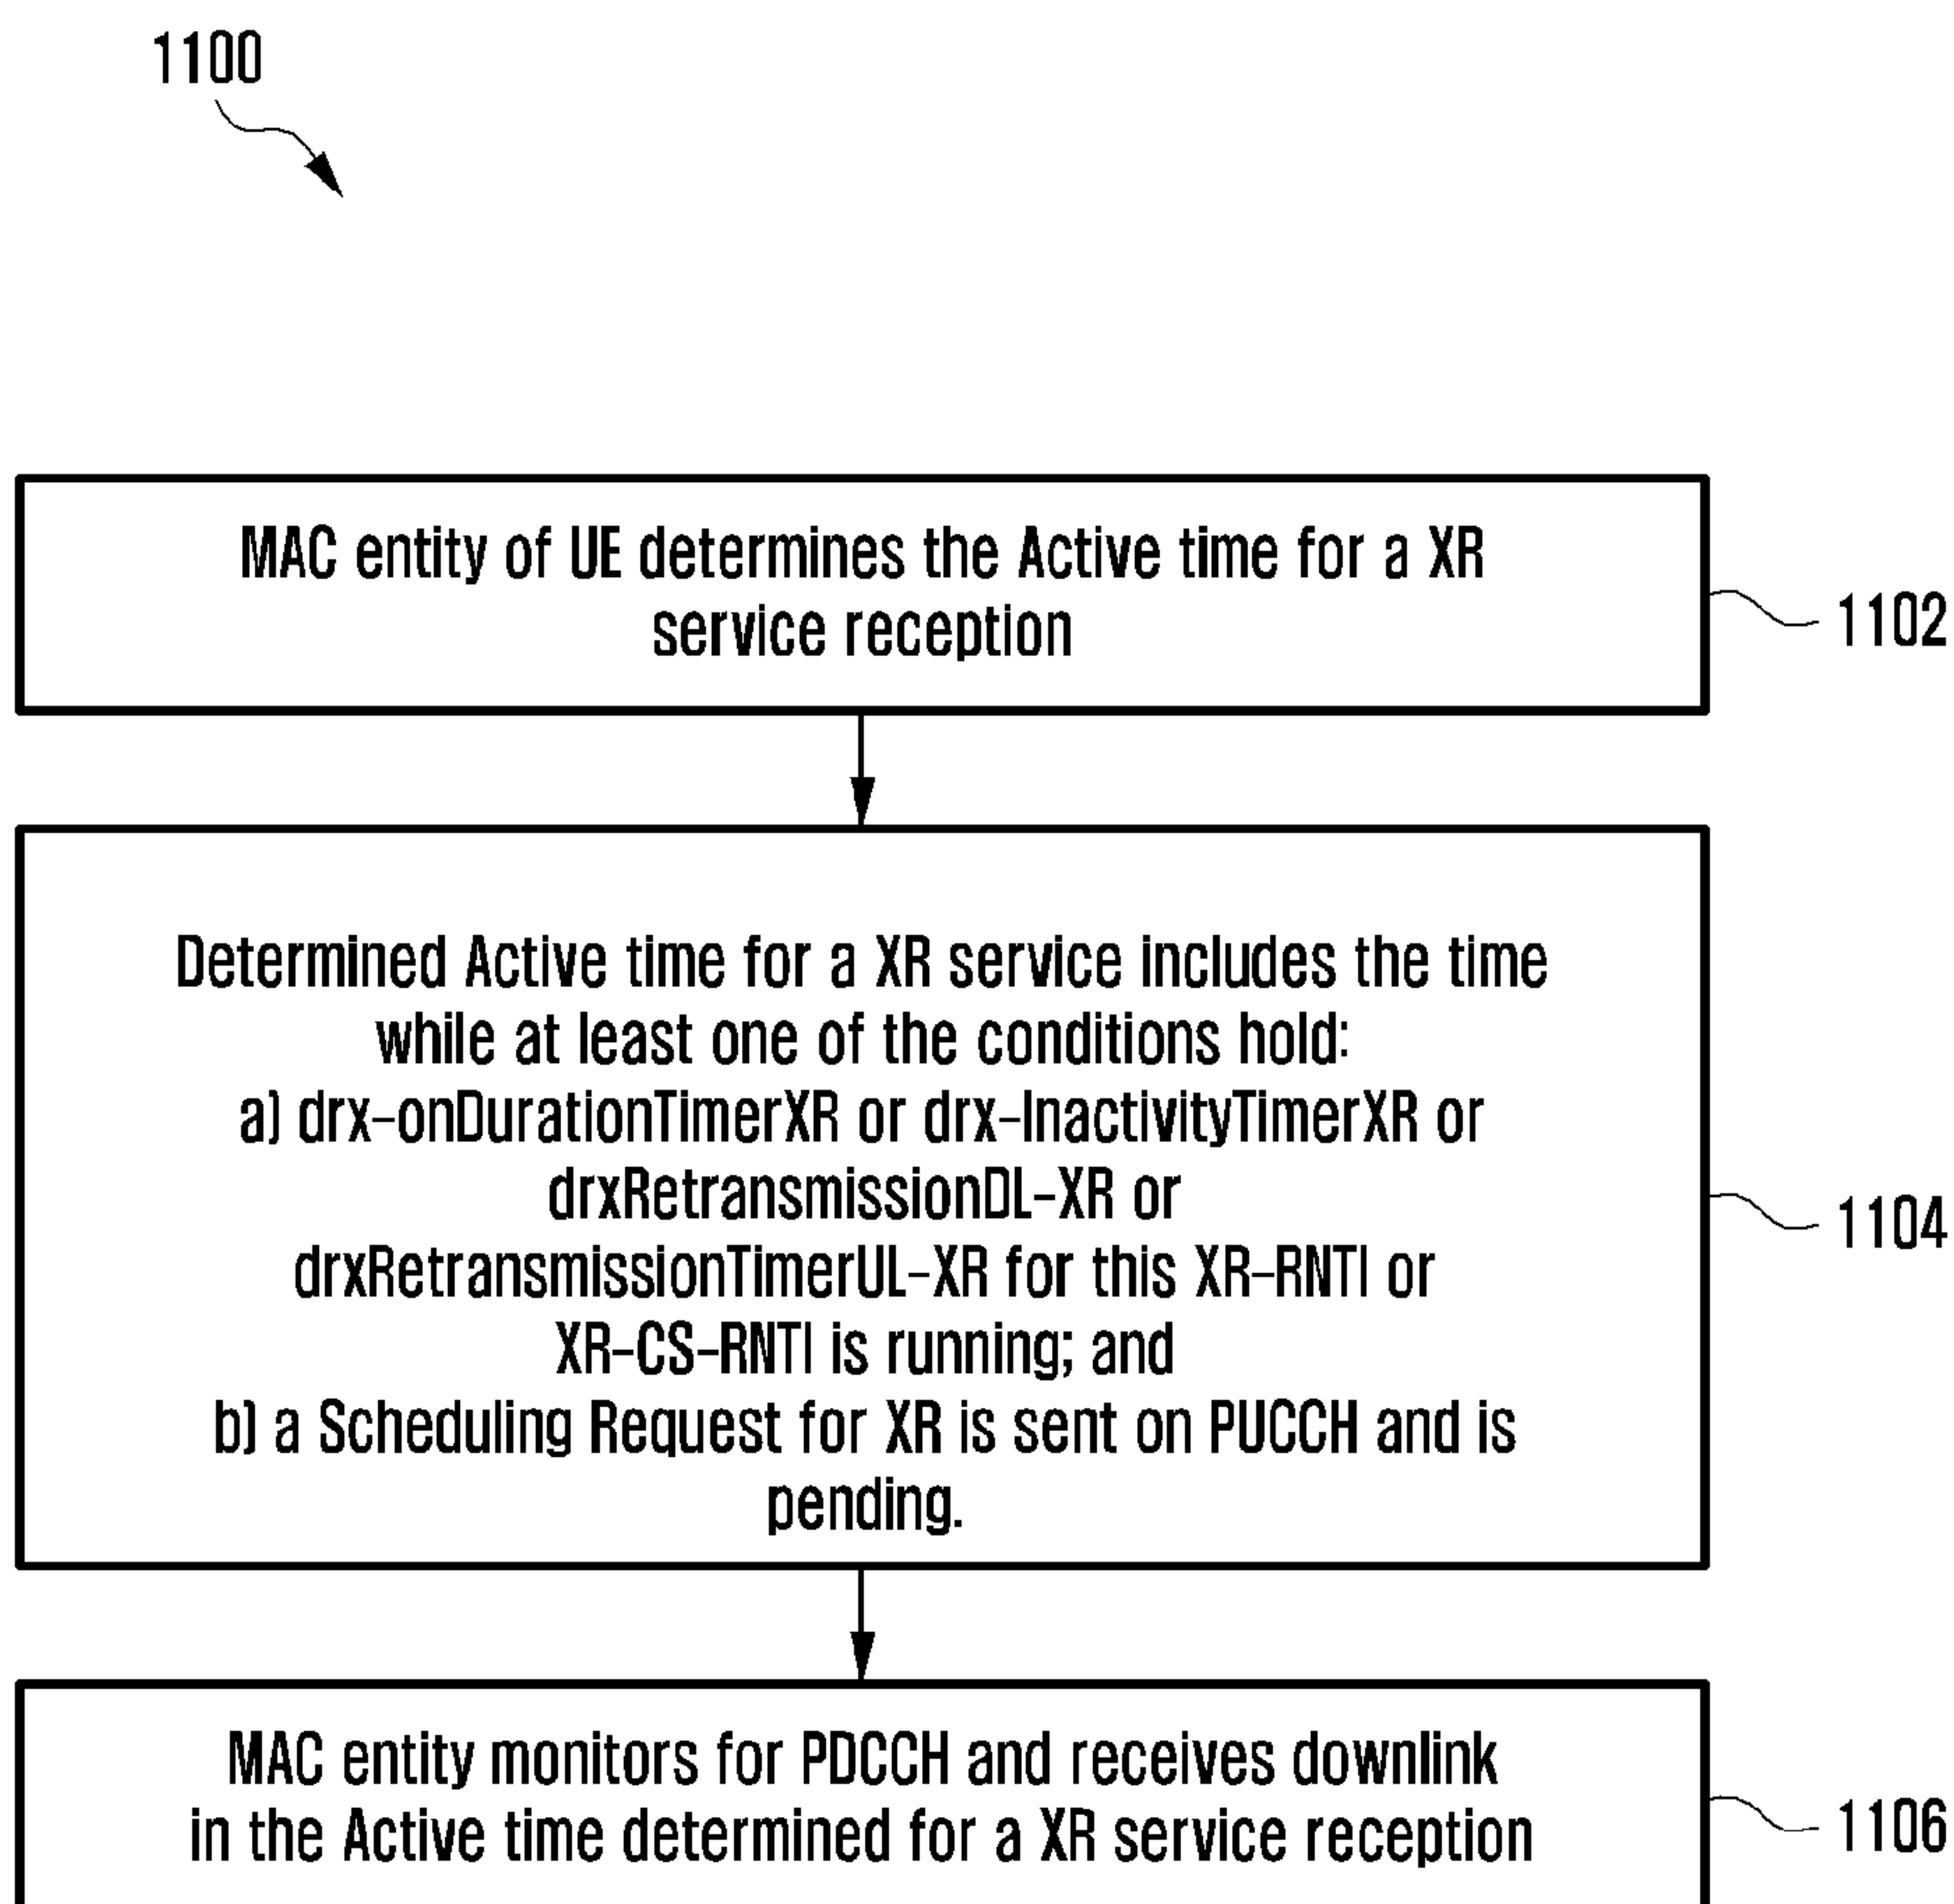 1100
MAC entity of UE determines the Active time for a XR
service reception
1102
Determined Active time for a XR service includes the time
while at least one of the conditions hold:
a) drx-onDurationTimerXR or drx-InactivityTimerXR or
drxRetransmissionDL-XR or
drxRetransmissionTimerUL-XR for this XR-RNTI or
XR-CS-RNTI is running; and
b) a Scheduling Request for XR is sent on PUCCH and is
pending.
1104
MAC entity monitors for PDCCH and receives downlink
in the Active time determined for a XR service reception
1106